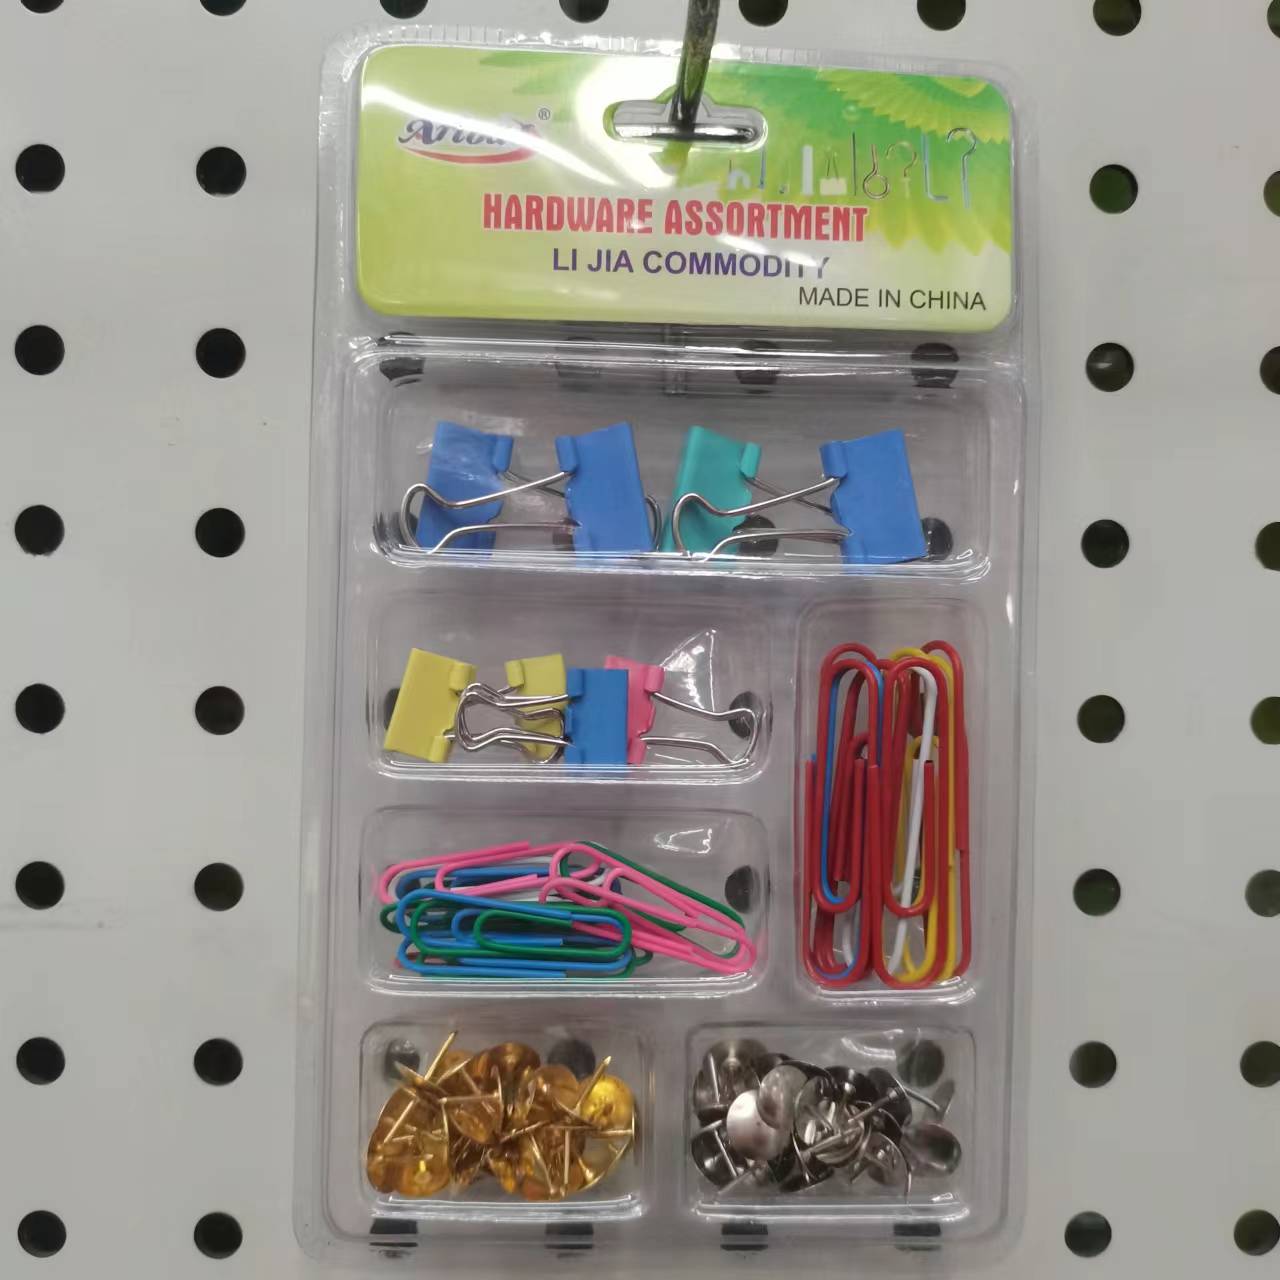 ®
HARDWARE ASSORTMENT
LI JIA COMMODITY
MADE IN CHINA